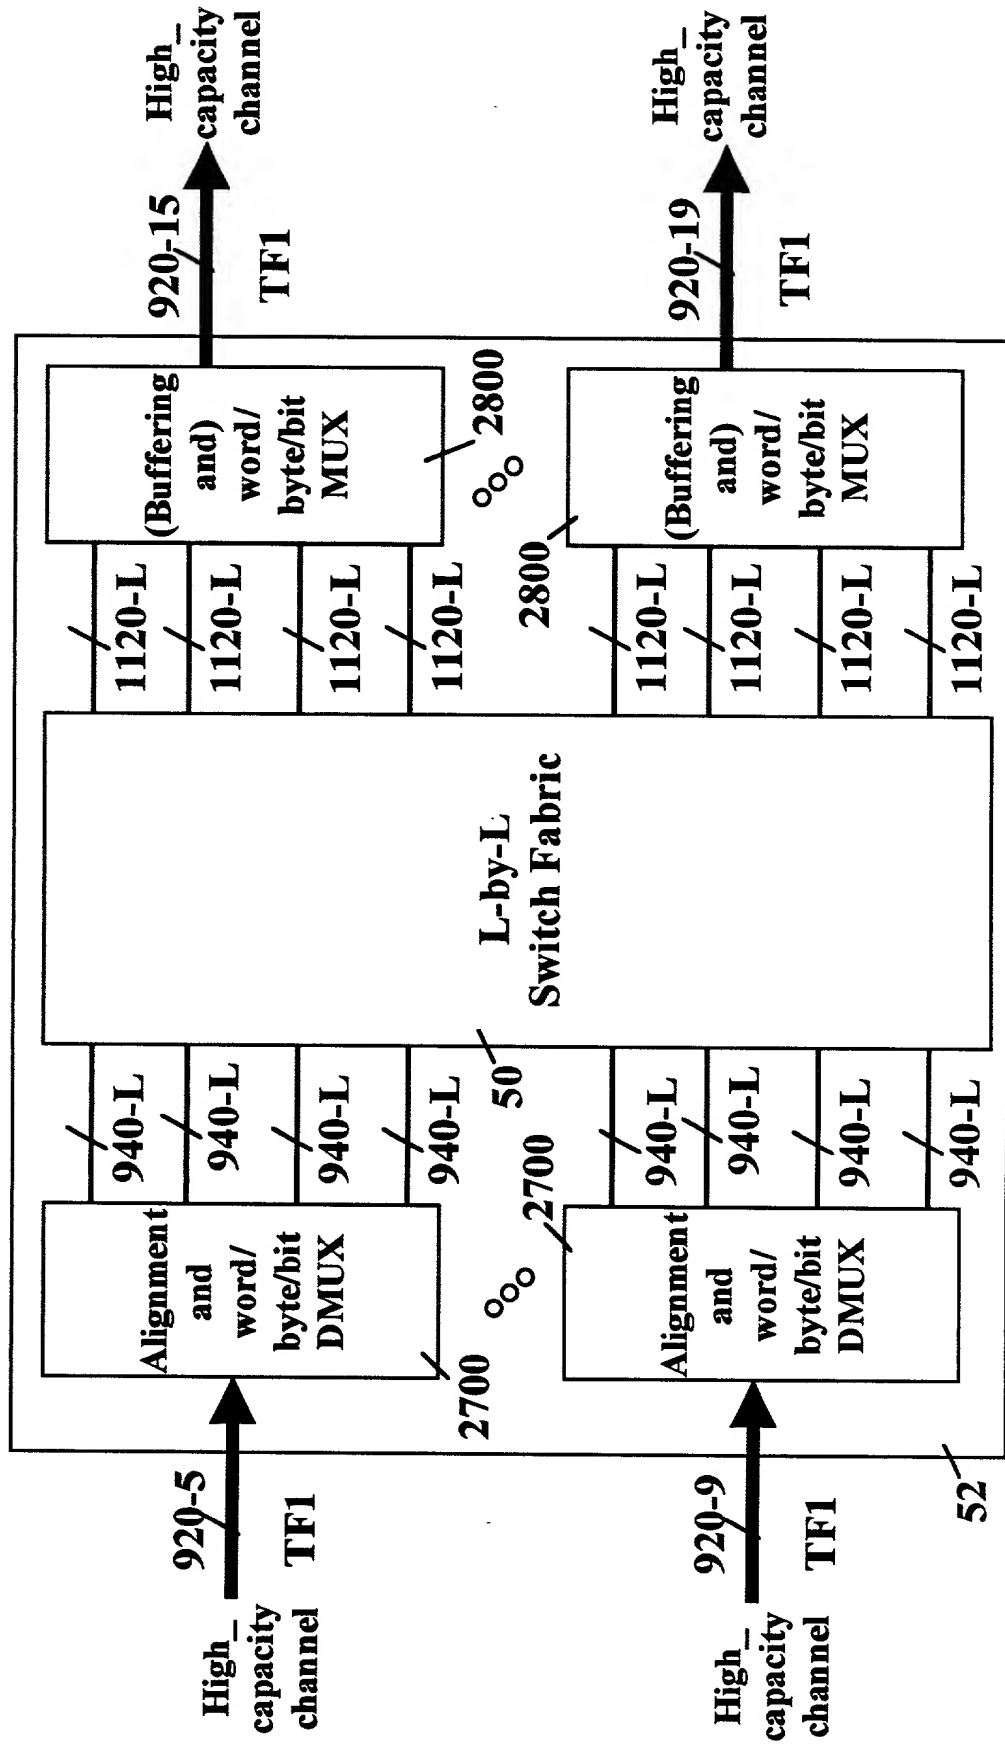 High_
capacity
channel
920-5
TF1
Alignment
and
word/
byte/bit
DMUX
2700
940-L
940-L
940-L
940-L
50
L-by-L
Switch Fabric
1120-L
1120-L
1120-L
1120-L
(Buffering
and)
word/
byte/bit
MUX
2800
920-15
TF1
High_
capacity
channel
High_
capacity
channel
920-9
TF1
Alignment
and
word/
byte/bit
DMUX
2700
940-L
940-L
940-L
940-L
1120-L
1120-L
1120-L
1120-L
(Buffering
and)
word/
byte/bit
MUX
2800
920-19
TF1
High_
capacity
channel
52